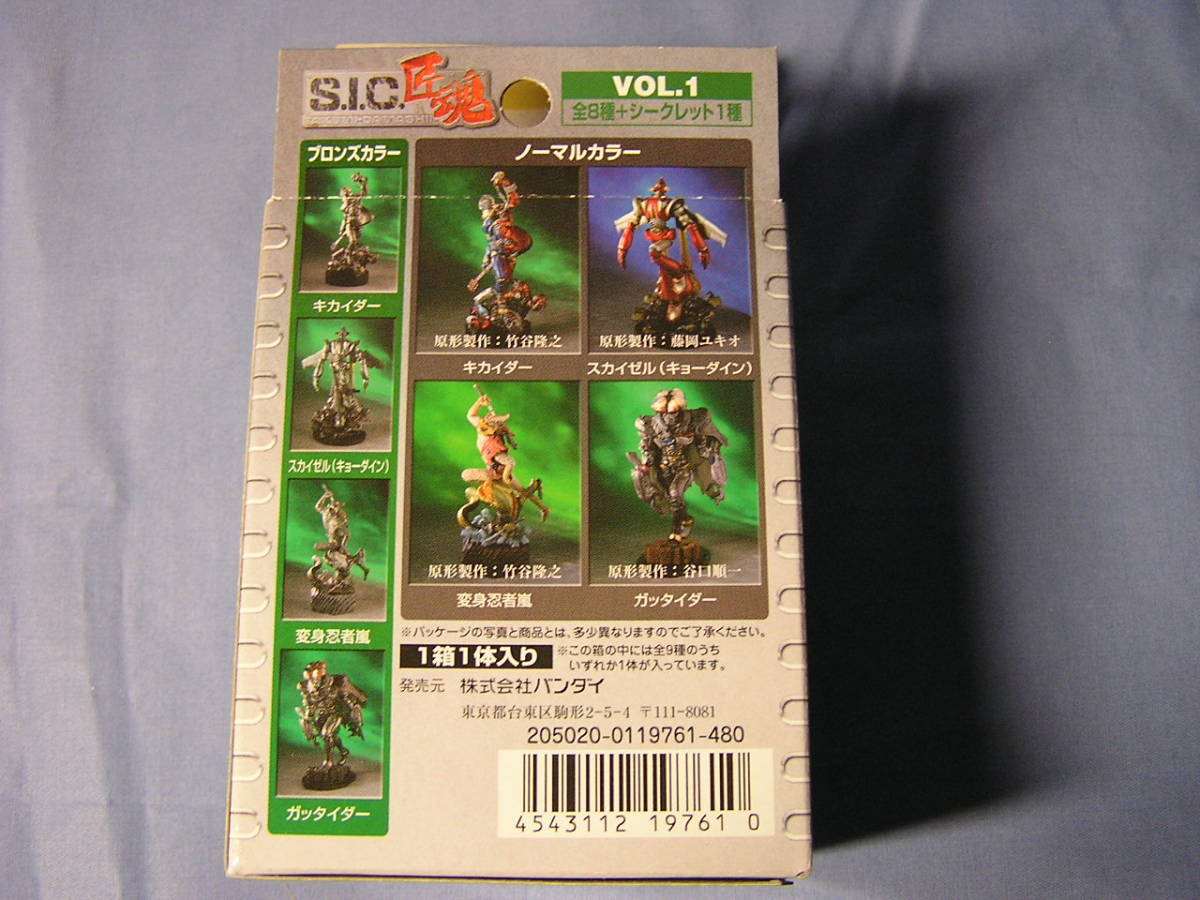 S.I.C.匠魂
TAKUMI-DAMASHII
VOL.1
全8種+シークレット1種
ブロンズカラー
キカイダー
スカイゼル(キョーダイン)
変身忍者嵐
ガッタイダー
ノーマルカラー
原形製作:竹谷隆之
キカイダー
原形製作:藤岡ユキオ
スカイゼル(キョーダイン)
原形製作:竹谷隆之
変身忍者嵐
原形製作:谷口順一
ガッタイダー
※パッケージの写真と商品とは、多少異なりますのでご了承ください。
1箱1体入り
※この箱の中には全9種のうち
いずれか1体が入っています。
発売元 株式会社バンダイ
東京都台東区駒形2-5-4 〒111-8081
205020-0119761-480
4543112 197610